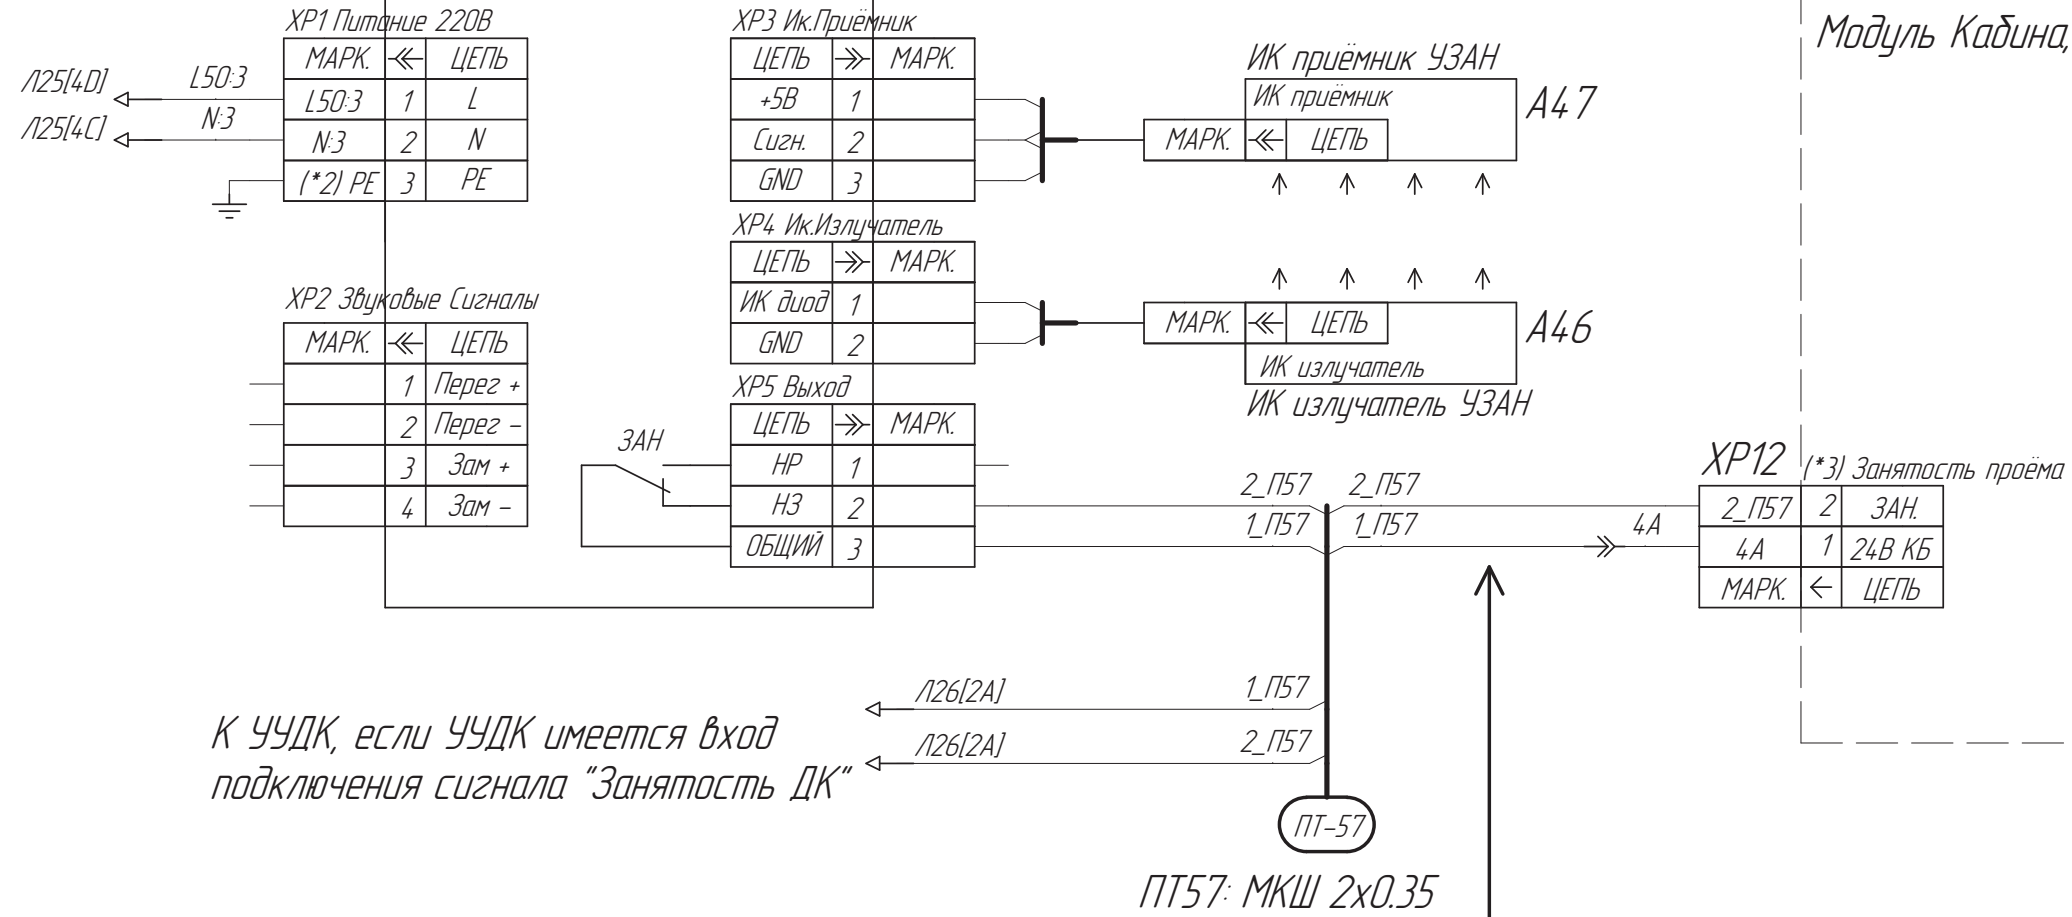 ХР1 Питание 220В
МАРК. ЦЕПЬ
L50:3 1 L
N:3 2 N
(*2) PE 3 PE
Л25[4D] L50:3
Л25[4C] N:3
ХР2 Звуковые Сигналы
МАРК. ЦЕПЬ
1 Перег +
2 Перег -
3 Зам +
4 Зам -
ХР3 Ик.Приёмник
ЦЕПЬ МАРК.
+5В 1
Сигн. 2
GND 3
ХР4 Ик.Излучатель
ЦЕПЬ МАРК.
ИК диод 1
GND 2
ХР5 Выход
ЦЕПЬ МАРК.
НР 1
НЗ 2
ОБЩИЙ 3
ЗАН
ИК приёмник УЗАН
ИК приёмник
МАРК. ЦЕПЬ
А47
МАРК. ЦЕПЬ
ИК излучатель
А46
ИК излучатель УЗАН
Модуль Кабина,
2_П57 2_П57
1_П57 1_П57 4А
ХР12 (*3) Занятость проёма
2_П57 2 ЗАН.
4А 1 24В КБ
МАРК. ЦЕПЬ
Л26[2А] 1_П57
Л26[2А] 2_П57
К УУДК, если УУДК имеется вход
подключения сигнала "Занятость ДК"
ПТ-57
ПТ57: МКШ 2х0.35